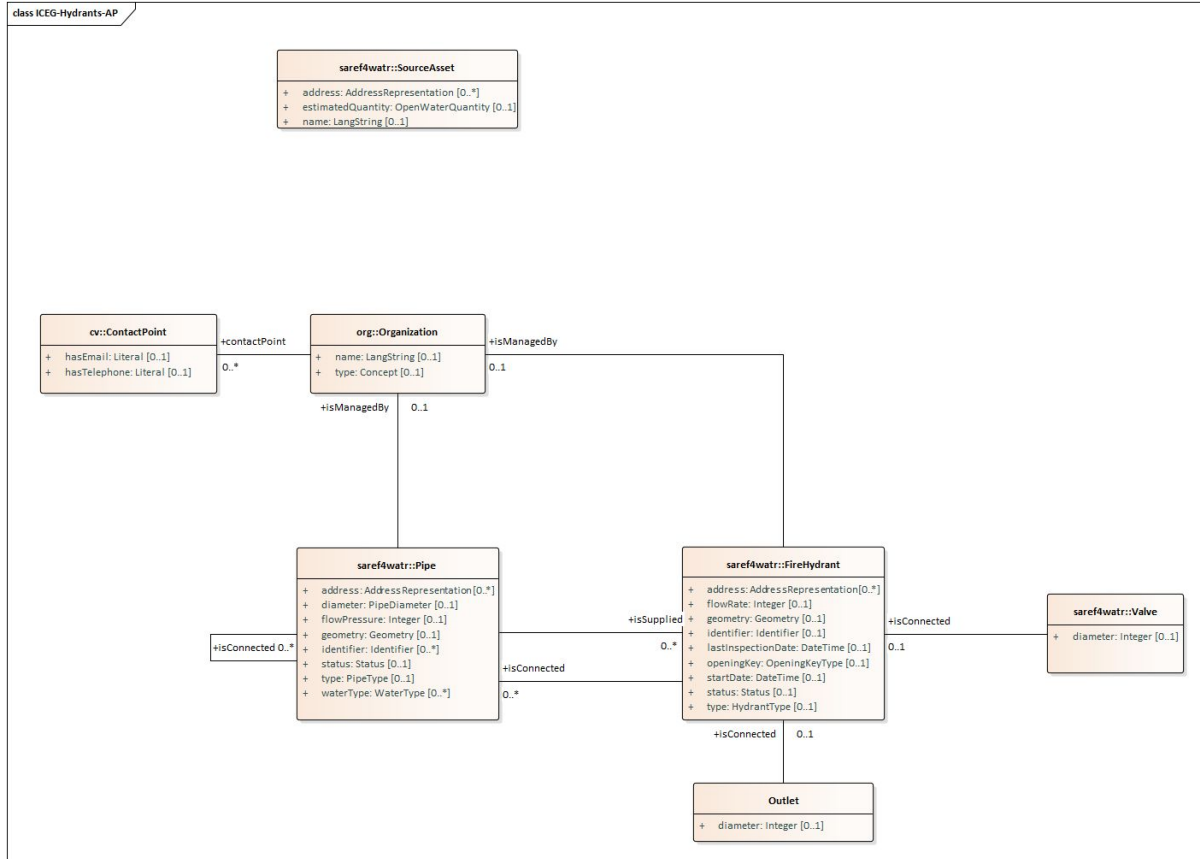 class ICEG-Hydrants-AP
saref4watr::SourceAsset
+ address: AddressRepresentation [0..*]
+ estimatedQuantity: OpenWaterQuantity [0..1]
+ name: LangString [0..1]
cv::ContactPoint
+ hasEmail: Literal [0..1]
+ hasTelephone: Literal [0..1]
+contactPoint
0..*
org::Organization
+ name: LangString [0..1]
+ type: Concept [0..1]
+isManagedBy
0..1
+isManagedBy 0..1
saref4watr::Pipe
+ address: AddressRepresentation[0..*]
+ diameter: PipeDiameter [0..1]
+ flowPressure: Integer [0..1]
+ geometry: Geometry [0..1]
+ identifier: Identifier [0..*]
+ status: Status [0..1]
+ type: PipeType [0..1]
+ waterType: WaterType [0..*]
+isConnected 0..*
+isSupplied
0..*
+isConnected
0..*
saref4watr::FireHydrant
+ address: AddressRepresentation[0..*]
+ flowRate: Integer [0..1]
+ geometry: Geometry [0..1]
+ identifier: Identifier [0..1]
+ lastInspectionDate: DateTime [0..1]
+ openingKey: OpeningKeyType [0..1]
+ startDate: DateTime [0..1]
+ status: Status [0..1]
+ type: HydrantType [0..1]
+isConnected
0..1
saref4watr::Valve
+ diameter: Integer [0..1]
+isConnected 0..1
Outlet
+ diameter: Integer [0..1]